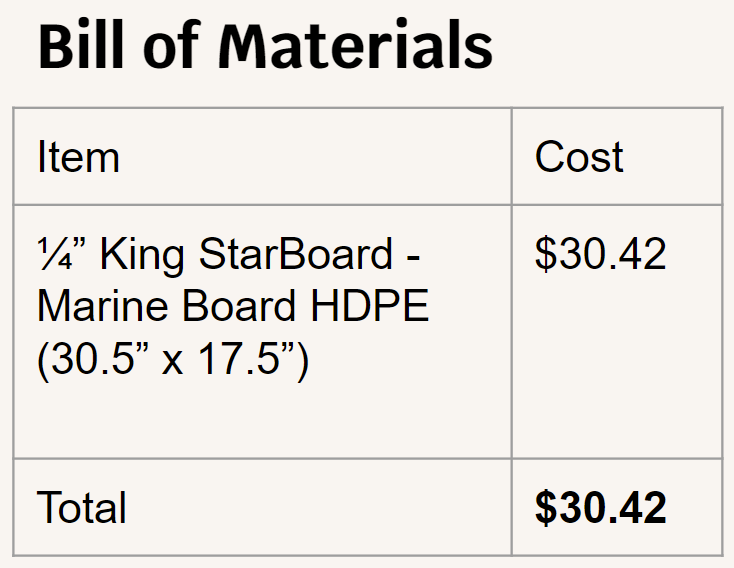 Bill of Materials
Item
Cost
¼” King StarBoard -
Marine Board HDPE
(30.5” x 17.5”)
$30.42
Total
$30.42